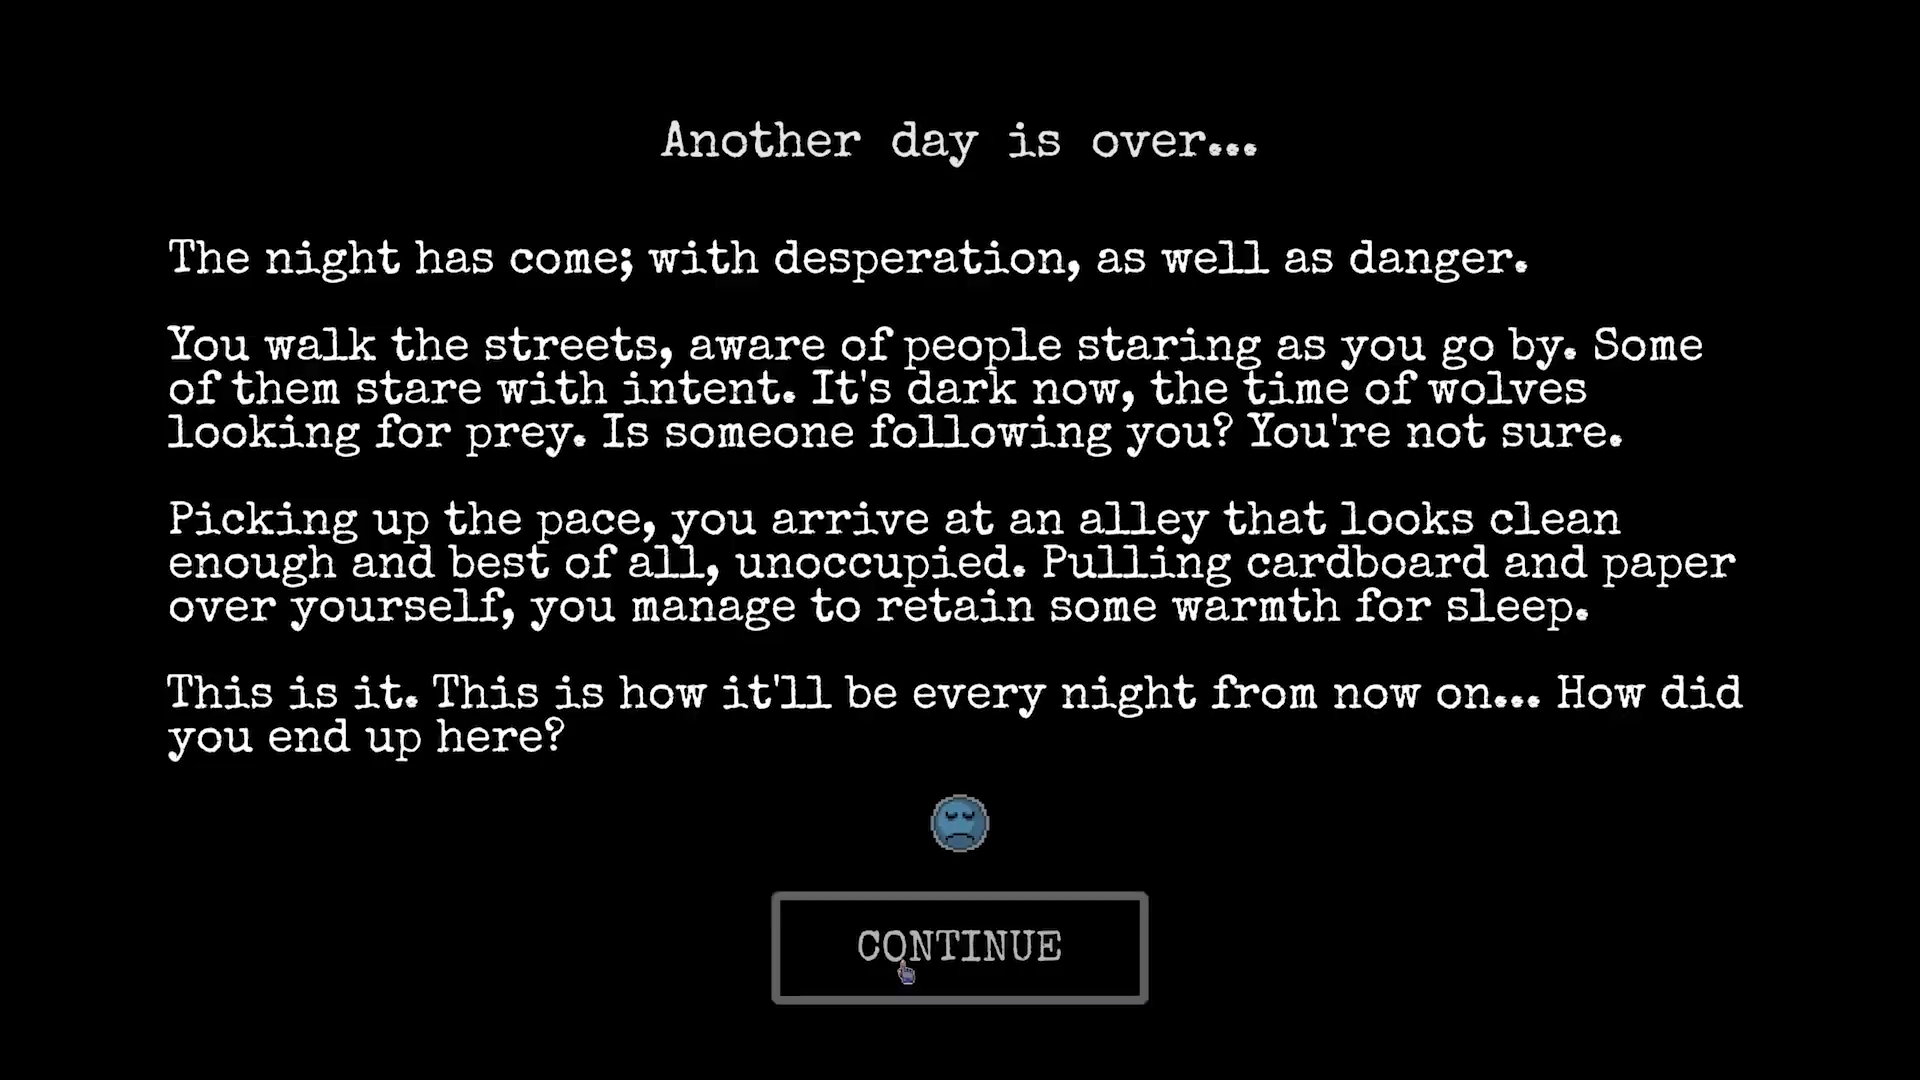 Another day is over...
The night has come; with desperation, as well as danger.
You walk the streets, aware of people staring as you go by. Some
of them stare with intent. It's dark now, the time of wolves
looking for prey. Is someone following you? You're not sure.
Picking up the pace, you arrive at an alley that looks clean
enough and best of all, unoccupied. Pulling cardboard and paper
over yourself, you manage to retain some warmth for sleep.
This is it. This is how it'll be every night from now on... How did
you end up here?
CONTINUE